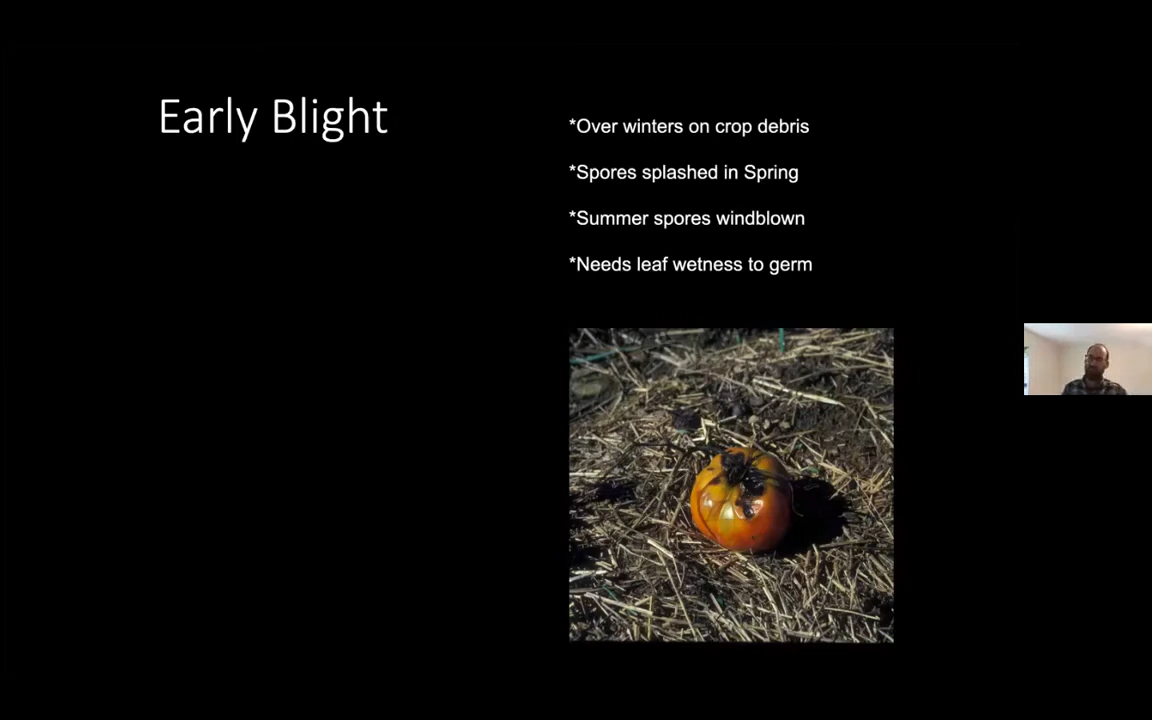 Early Blight
*Over winters on crop debris
*Spores splashed in Spring
*Summer spores windblown
*Needs leaf wetness to germ